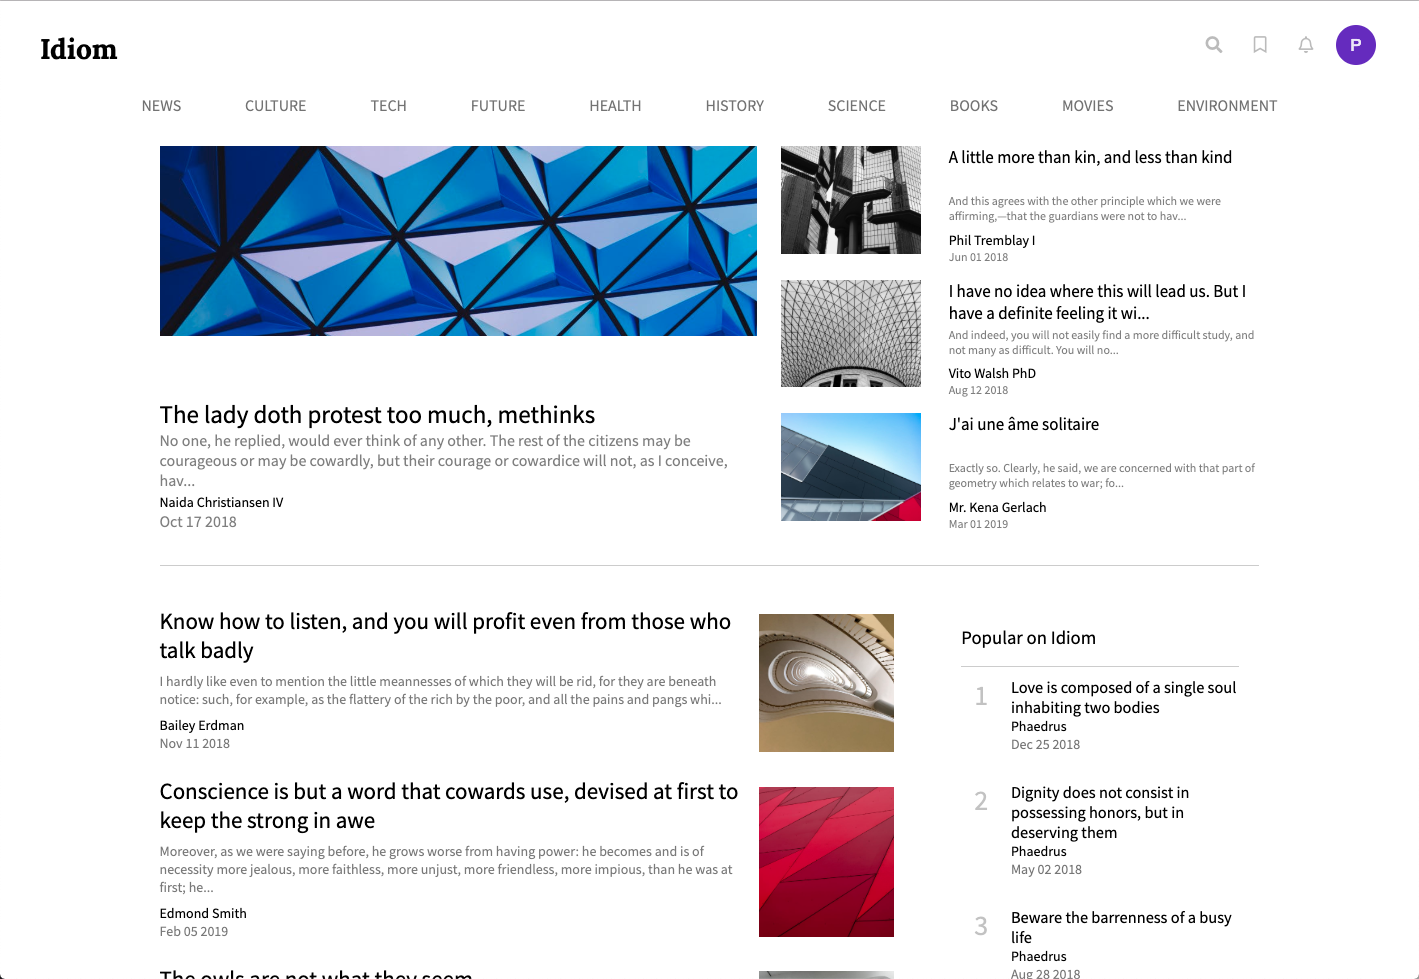 Idiom
P
NEWS CULTURE TECH FUTURE HEALTH HISTORY SCIENCE BOOKS MOVIES ENVIRONMENT
The lady doth protest too much, methinks
No one, he replied, would ever think of any other. The rest of the citizens may be
courageous or may be cowardly, but their courage or cowardice will not, as I conceive,
hav...
Naida Christiansen IV
Oct 17 2018
A little more than kin, and less than kind
And this agrees with the other principle which we were
affirming,—that the guardians were not to hav...
Phil Tremblay I
Jun 01 2018
I have no idea where this will lead us. But I
have a definite feeling it wi...
And indeed, you will not easily find a more difficult study, and
not many as difficult. You will no...
Vito Walsh PhD
Aug 12 2018
J'ai une âme solitaire
Exactly so. Clearly, he said, we are concerned with that part of
geometry which relates to war; fo...
Mr. Kena Gerlach
Mar 01 2019
Know how to listen, and you will profit even from those who
talk badly
I hardly like even to mention the little meannesses of which they will be rid, for they are beneath
notice: such, for example, as the flattery of the rich by the poor, and all the pains and pangs whi...
Bailey Erdman
Nov 11 2018
Conscience is but a word that cowards use, devised at first to
keep the strong in awe
Moreover, as we were saying before, he grows worse from having power: he becomes and is of
necessity more jealous, more faithless, more unjust, more friendless, more impious, than he was at
first; he...
Edmond Smith
Feb 05 2019
The owls are not what they seem
Popular on Idiom
1
Love is composed of a single soul
inhabiting two bodies
Phaedrus
Dec 25 2018
2
Dignity does not consist in
possessing honors, but in
deserving them
Phaedrus
May 02 2018
3
Beware the barrenness of a busy
life
Phaedrus
Aug 28 2018